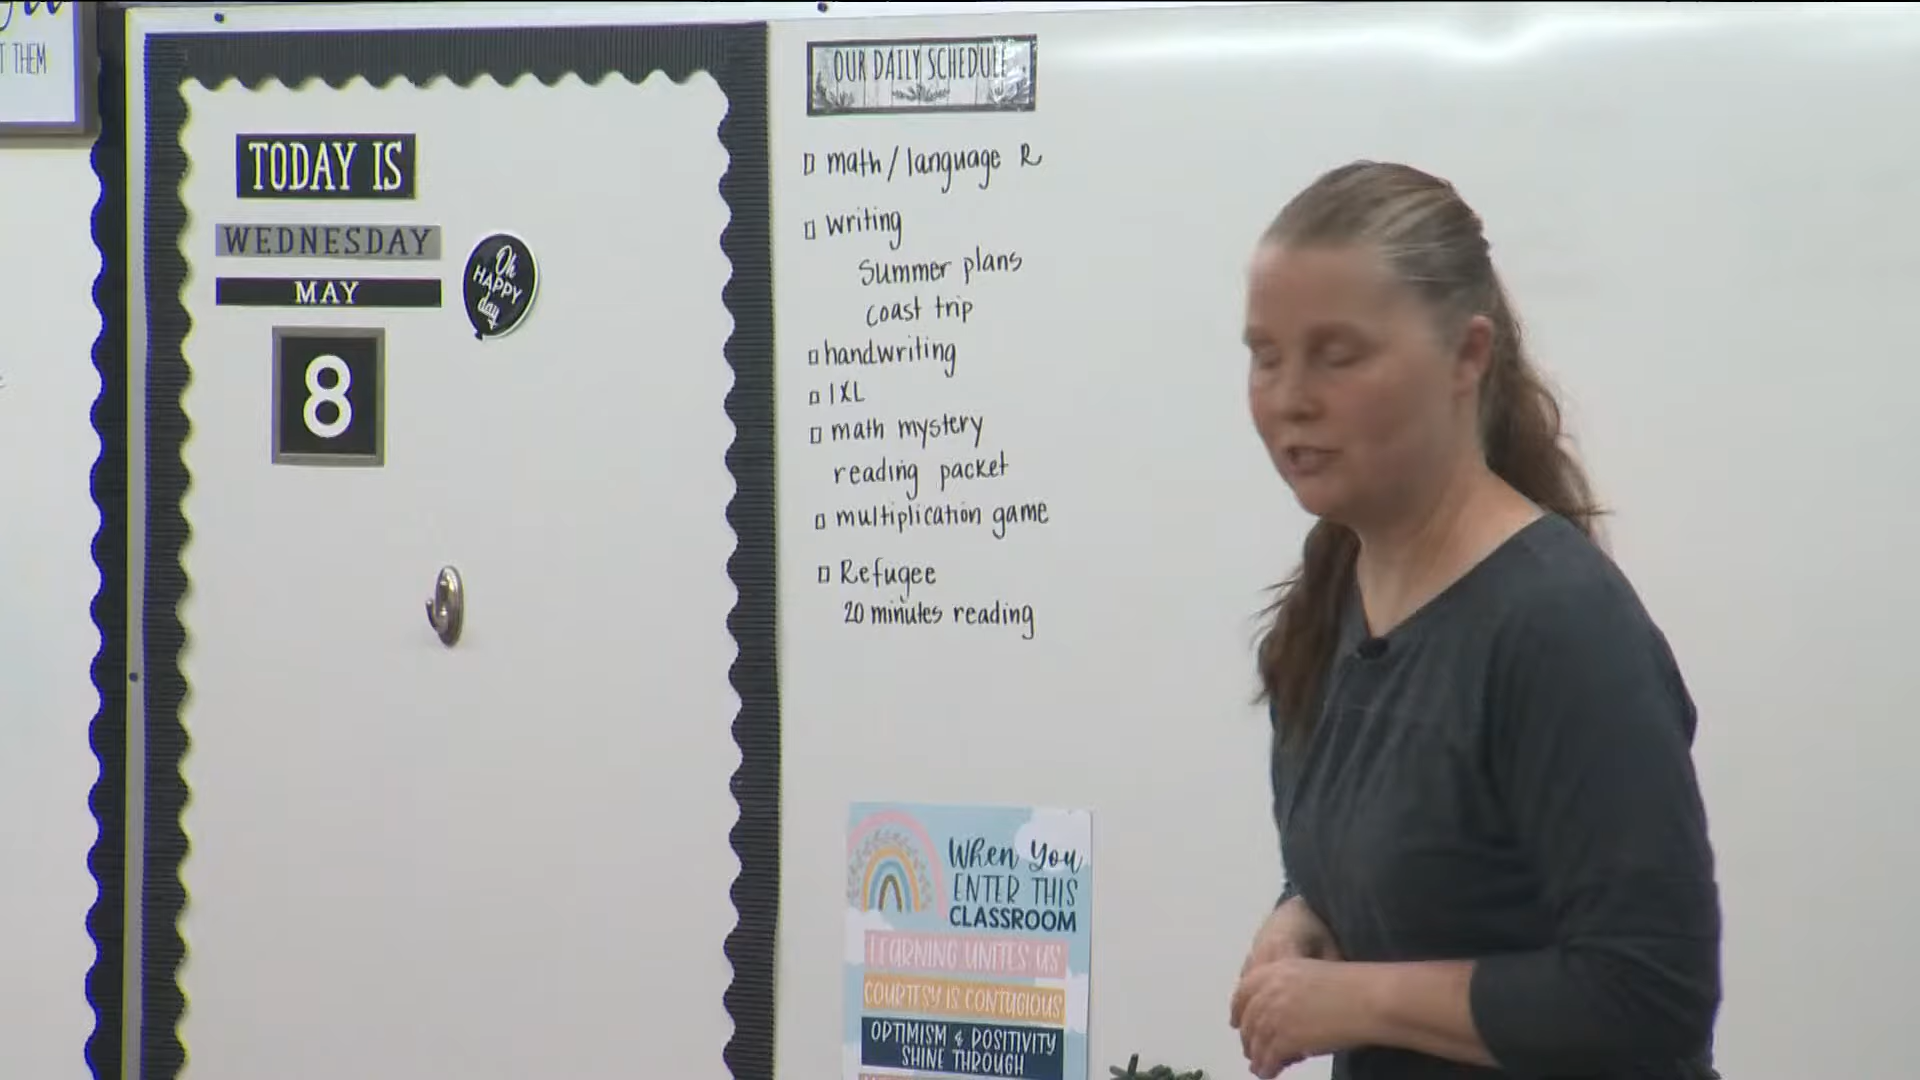 T THEM
TODAY IS
WEDNESDAY
MAY
8
Oh
HAPPY
day
OUR DAILY SCHEDULE
math / language R
writing
Summer plans
coast trip
handwriting
IXL
math mystery
reading packet
multiplication game
Refugee
20 minutes reading
When You
ENTER THIS
CLASSROOM
LEARNING UNITES US
COURTESY IS CONTAGIOUS
OPTIMISM & POSITIVITY
SHINE THROUGH